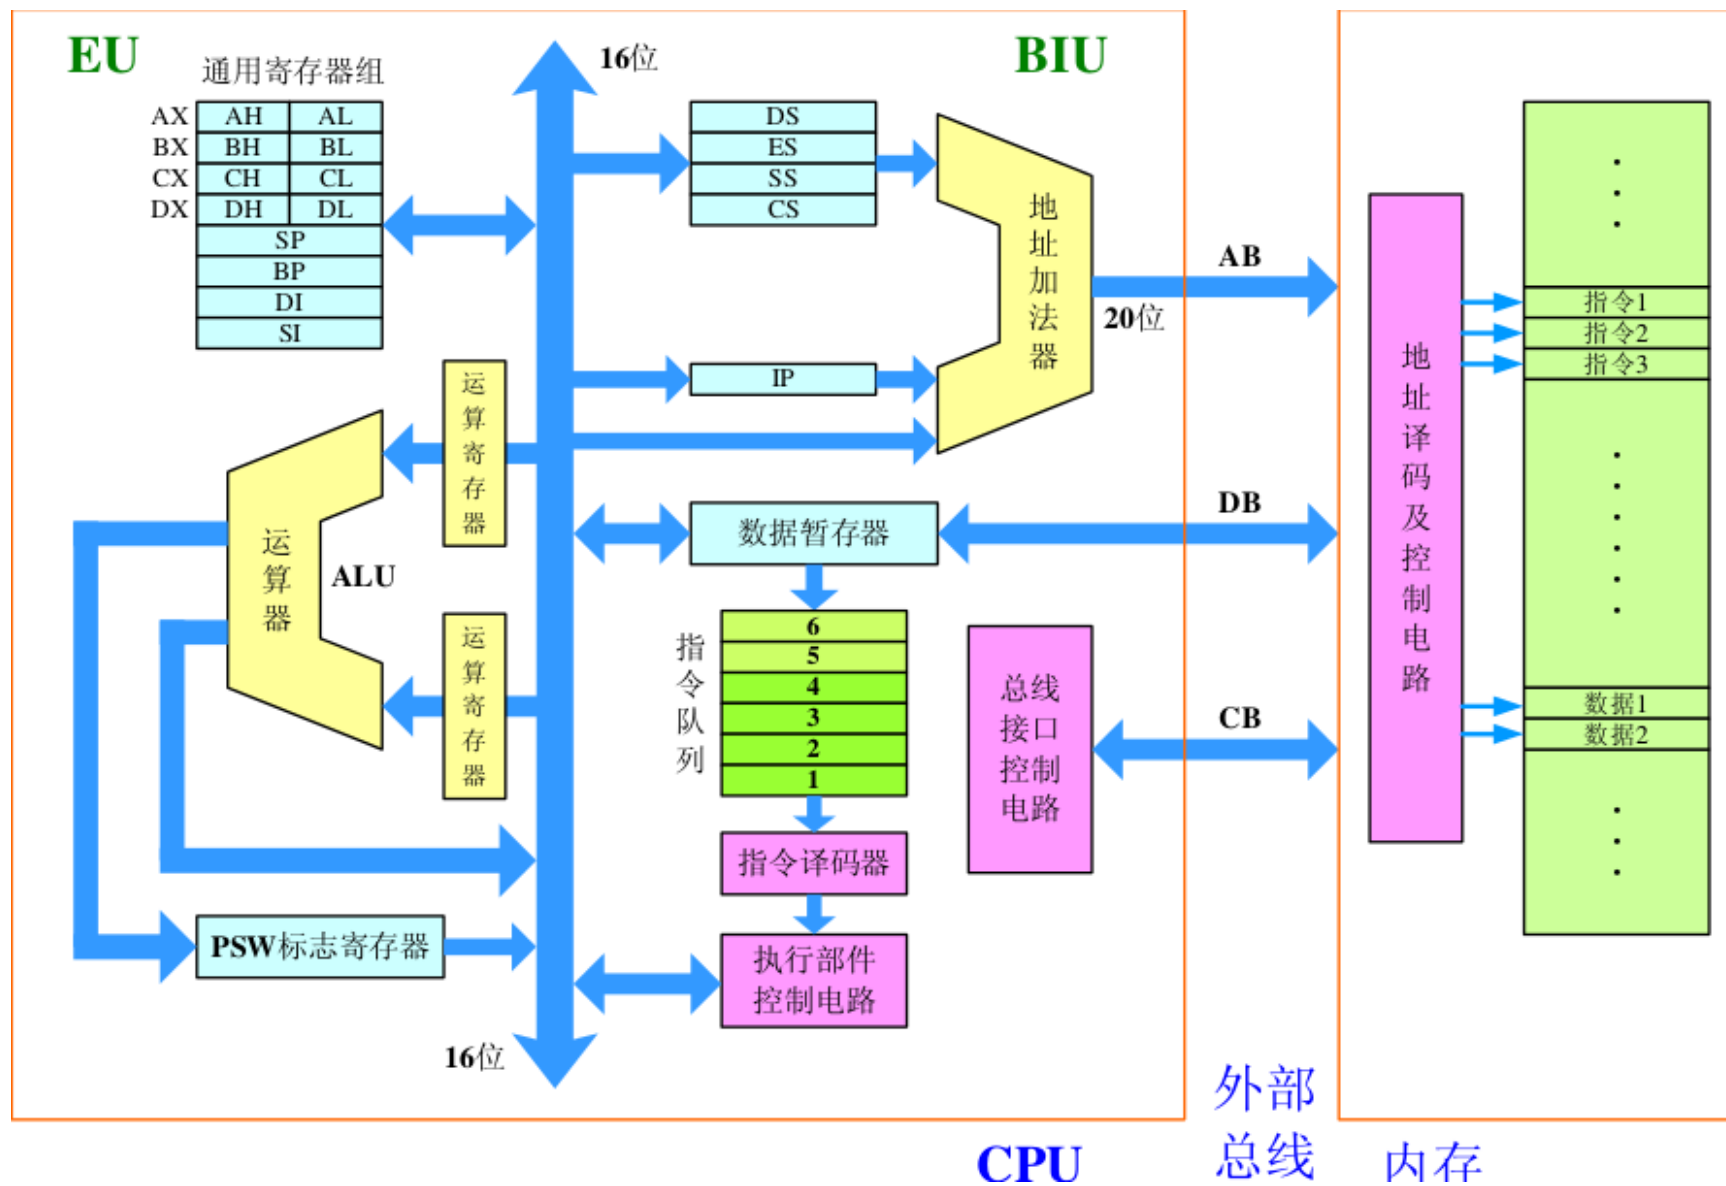 EU
16位
BIU
通用寄存器组
AX AH AL
BX BH BL
CX CH CL
DX DH DL
SP
BP
DI
SI
DS
ES
SS
CS
地址加法器
AB
20位
IP
运算寄存器
运算器
ALU
运算寄存器
数据暂存器
DB
指令队列
6
5
4
3
2
1
总线
接口
控制
电路
CB
指令译码器
执行部件
控制电路
PSW标志寄存器
16位
地址译码及控制电路
指令1
指令2
指令3
数据1
数据2
CPU
外部
总线
内存